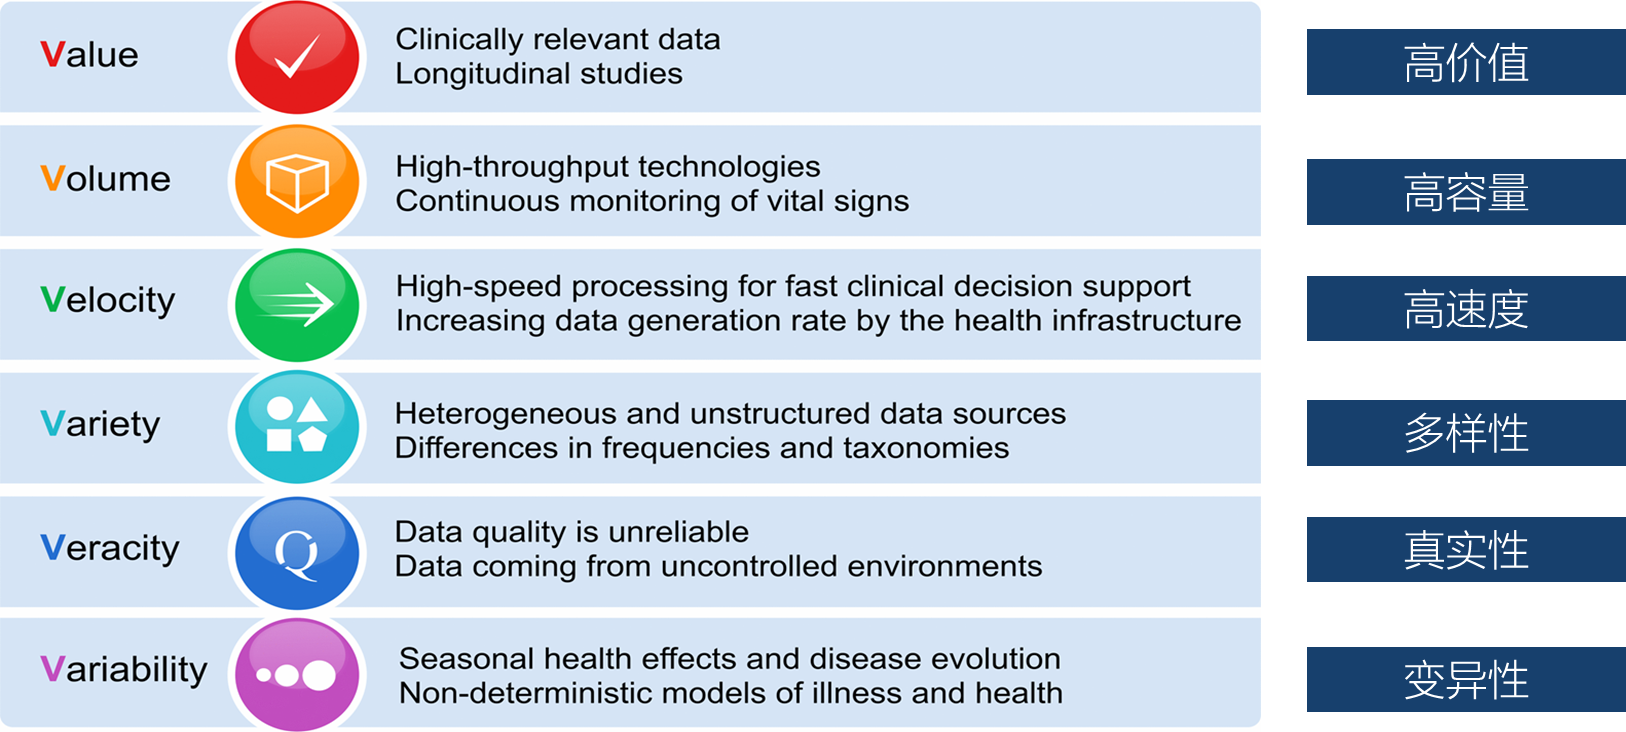 Value
Clinically relevant data
Longitudinal studies
高价值
Volume
High-throughput technologies
Continuous monitoring of vital signs
高容量
Velocity
High-speed processing for fast clinical decision support
Increasing data generation rate by the health infrastructure
高速度
Variety
Heterogeneous and unstructured data sources
Differences in frequencies and taxonomies
多样性
Veracity
Q
Data quality is unreliable
Data coming from uncontrolled environments
真实性
Variability
Seasonal health effects and disease evolution
Non-deterministic models of illness and health
变异性